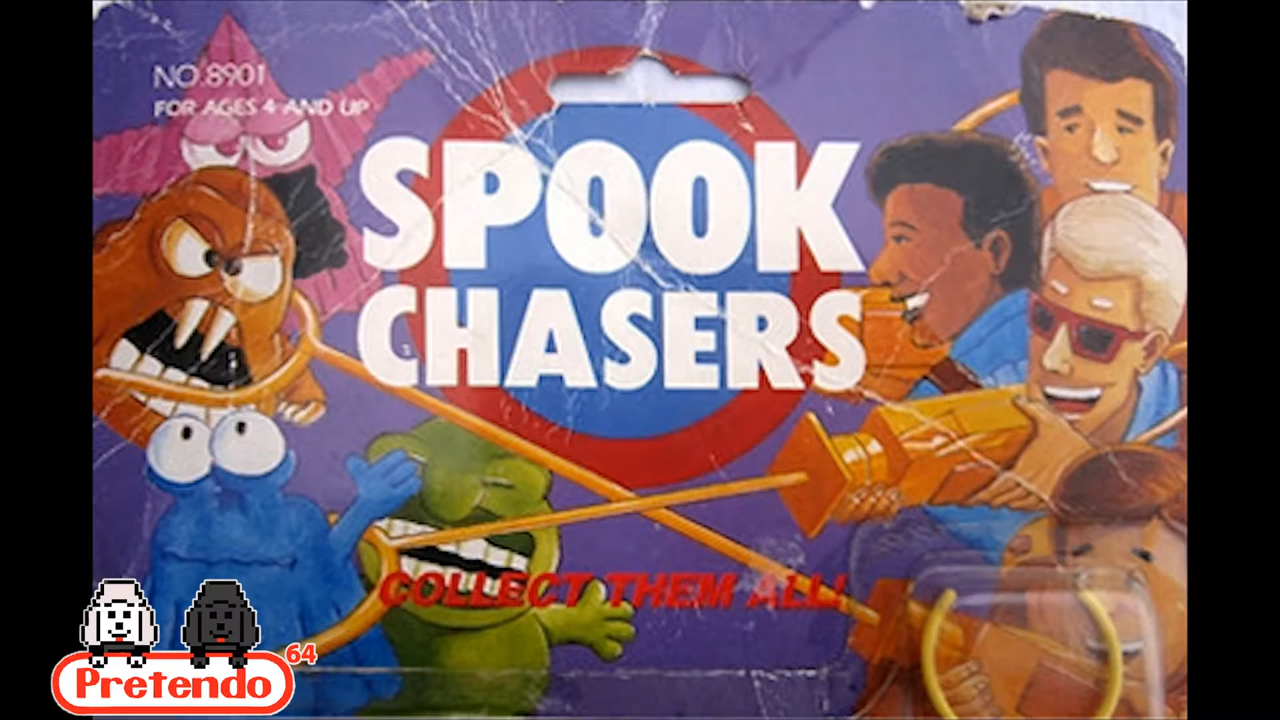 NO.8901
FOR AGES 4 AND UP
SPOOK
CHASERS
COLLECT THEM ALL!
Pretendo
64